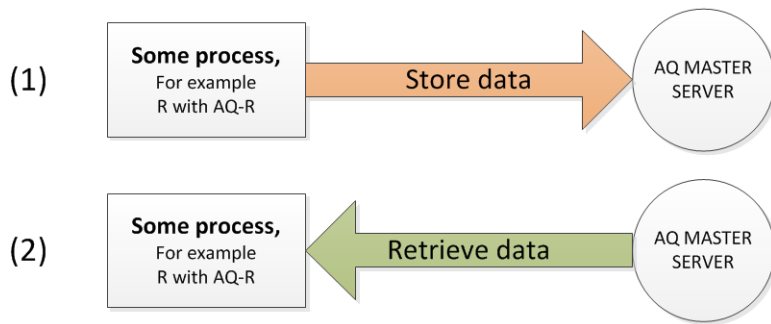 (1)
Some process,
For example
R with AQ-R
Store data
AQ MASTER
SERVER
(2)
Some process,
For example
R with AQ-R
Retrieve data
AQ MASTER
SERVER